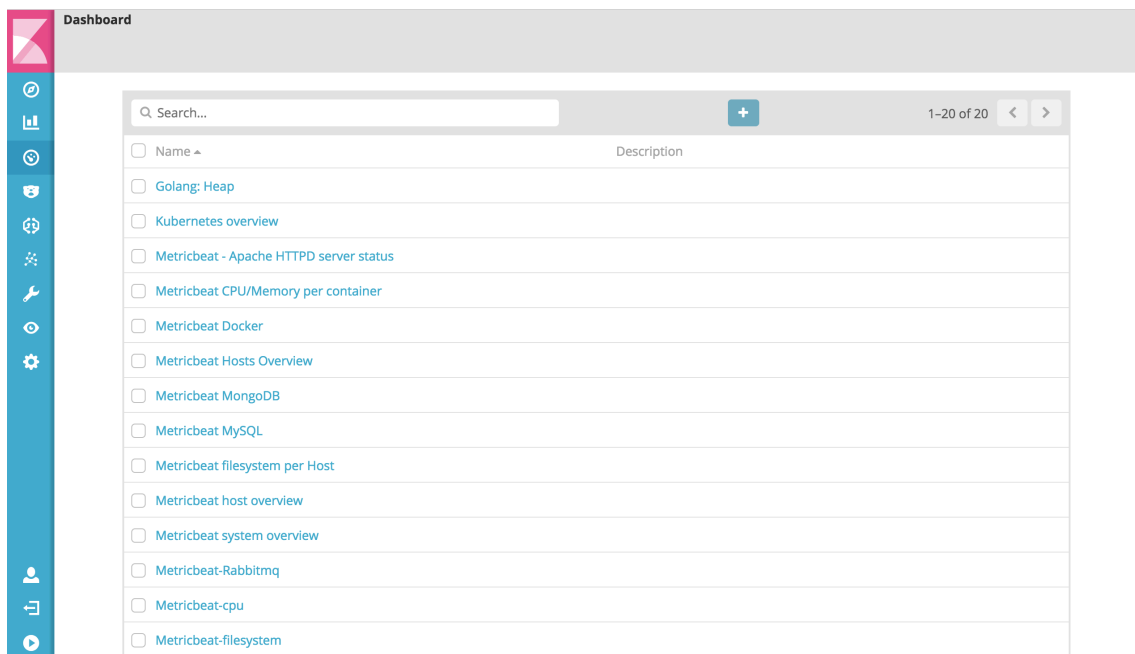 Dashboard
Search...
1–20 of 20
Name Description
Golang: Heap
Kubernetes overview
Metricbeat - Apache HTTPD server status
Metricbeat CPU/Memory per container
Metricbeat Docker
Metricbeat Hosts Overview
Metricbeat MongoDB
Metricbeat MySQL
Metricbeat filesystem per Host
Metricbeat host overview
Metricbeat system overview
Metricbeat-Rabbitmq
Metricbeat-cpu
Metricbeat-filesystem